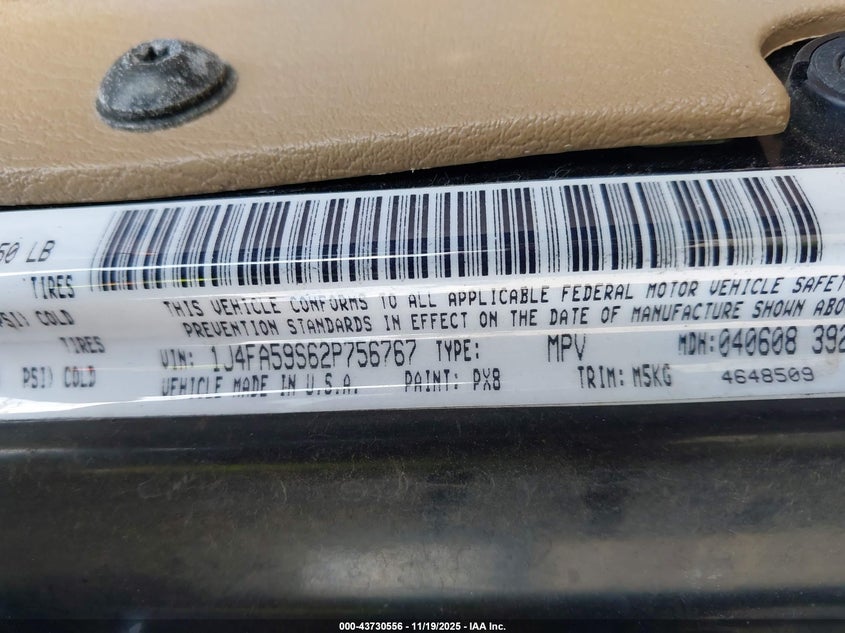 50 LB
TIRES
PSI) COLD
TIRES
PSI) COLD
THIS VEHICLE CONFORMS TO ALL APPLICABLE FEDERAL MOTOR VEHICLE SAFET
PREVENTION STANDARDS IN EFFECT ON THE DATE OF MANUFACTURE SHOWN ABO
VIN: 1J4FA59S62P756767 TYPE: MPV MDH: 040608 392
VEHICLE MADE IN U.S.A. PAINT: PX8 TRIM: M5KG 4648509
000-43730556 - 11/19/2025 - IAA Inc.